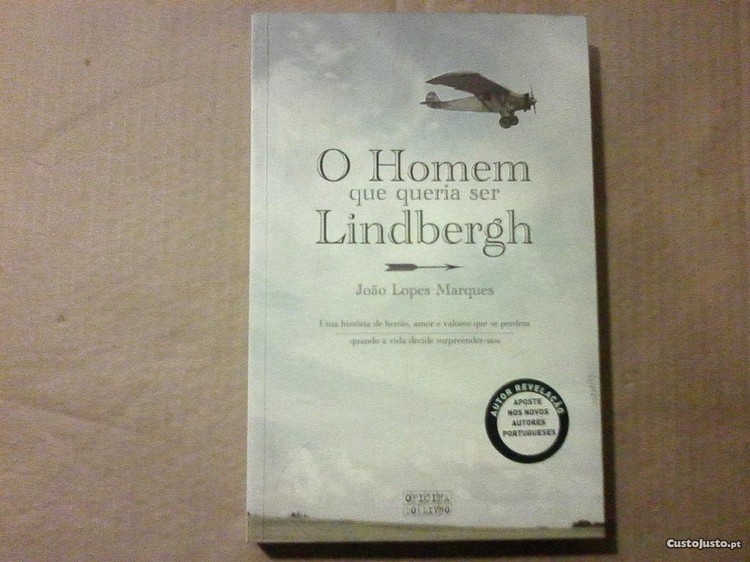 O Homem
que queria ser
Lindbergh
João Lopes Marques
Uma história de heróis, amor e valores que se perdem
quando a vida decide surpreender-nos
AUTOR REVELAÇÃO
APOSTE
NOS NOVOS
AUTORES
PORTUGUESES
OFICINA
DO LIVRO
CustoJusto.pt